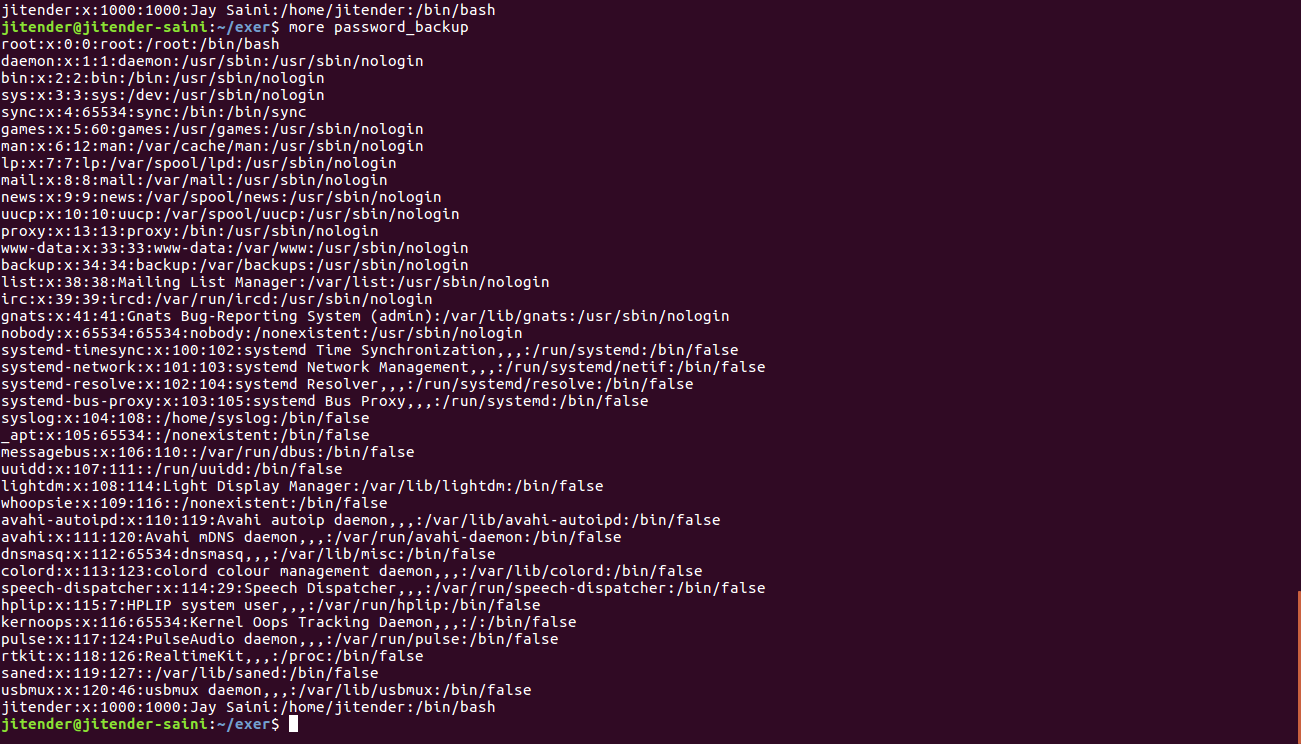 jitender:x:1000:1000:Jay Saini:/home/jitender:/bin/bash
jitender@jitender-saini:~/exer$ more password_backup
root:x:0:0:root:/root:/bin/bash
daemon:x:1:1:daemon:/usr/sbin:/usr/sbin/nologin
bin:x:2:2:bin:/bin:/usr/sbin/nologin
sys:x:3:3:sys:/dev:/usr/sbin/nologin
sync:x:4:65534:sync:/bin:/bin/sync
games:x:5:60:games:/usr/games:/usr/sbin/nologin
man:x:6:12:man:/var/cache/man:/usr/sbin/nologin
lp:x:7:7:lp:/var/spool/lpd:/usr/sbin/nologin
mail:x:8:8:mail:/var/mail:/usr/sbin/nologin
news:x:9:9:news:/var/spool/news:/usr/sbin/nologin
uucp:x:10:10:uucp:/var/spool/uucp:/usr/sbin/nologin
proxy:x:13:13:proxy:/bin:/usr/sbin/nologin
www-data:x:33:33:www-data:/var/www:/usr/sbin/nologin
backup:x:34:34:backup:/var/backups:/usr/sbin/nologin
list:x:38:38:Mailing List Manager:/var/list:/usr/sbin/nologin
irc:x:39:39:ircd:/var/run/ircd:/usr/sbin/nologin
gnats:x:41:41:Gnats Bug-Reporting System (admin):/var/lib/gnats:/usr/sbin/nologin
nobody:x:65534:65534:nobody:/nonexistent:/usr/sbin/nologin
systemd-timesync:x:100:102:systemd Time Synchronization,,,:/run/systemd:/bin/false
systemd-network:x:101:103:systemd Network Management,,,:/run/systemd/netif:/bin/false
systemd-resolve:x:102:104:systemd Resolver,,,:/run/systemd/resolve:/bin/false
systemd-bus-proxy:x:103:105:systemd Bus Proxy,,,:/run/systemd:/bin/false
syslog:x:104:108::/home/syslog:/bin/false
_apt:x:105:65534::/nonexistent:/bin/false
messagebus:x:106:110::/var/run/dbus:/bin/false
uuidd:x:107:111::/run/uuidd:/bin/false
lightdm:x:108:114:Light Display Manager:/var/lib/lightdm:/bin/false
whoopsie:x:109:116::/nonexistent:/bin/false
avahi-autoipd:x:110:119:Avahi autoip daemon,,,:/var/lib/avahi-autoipd:/bin/false
avahi:x:111:120:Avahi mDNS daemon,,,:/var/run/avahi-daemon:/bin/false
dnsmasq:x:112:65534:dnsmasq,,,:/var/lib/misc:/bin/false
colord:x:113:123:colord colour management daemon,,,:/var/lib/colord:/bin/false
speech-dispatcher:x:114:29:Speech Dispatcher,,,:/var/run/speech-dispatcher:/bin/false
hplip:x:115:7:HPLIP system user,,,:/var/run/hplip:/bin/false
kernoops:x:116:65534:Kernel Oops Tracking Daemon,,,:/:/bin/false
pulse:x:117:124:PulseAudio daemon,,,:/var/run/pulse:/bin/false
rtkit:x:118:126:RealtimeKit,,,:/proc:/bin/false
saned:x:119:127::/var/lib/saned:/bin/false
usbmux:x:120:46:usbmux daemon,,,:/var/lib/usbmux:/bin/false
jitender:x:1000:1000:Jay Saini:/home/jitender:/bin/bash
jitender@jitender-saini:~/exer$